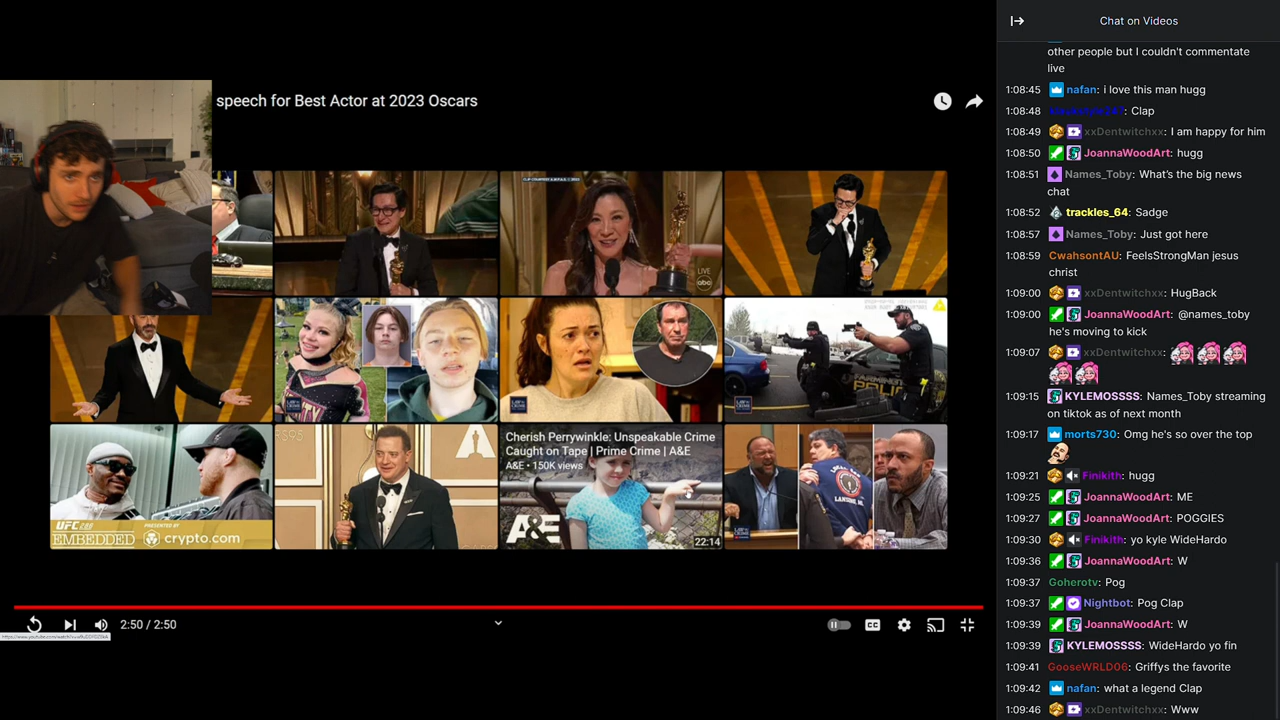 Chat on Videos
speech for Best Actor at 2023 Oscars
other people but I couldn't commentate
live
1:08:45 nafan: i love this man hugg
1:08:48 Clap
1:08:49 xxDentwitchxx: I am happy for him
1:08:50 JoannaWoodArt: hugg
1:08:51 Names_Toby: What's the big news
chat
1:08:52 trackles_64: Sadge
1:08:57 Names_Toby: Just got here
1:08:59 CwahsontAU: FeelsStrongMan jesus
christ
1:09:00 xxDentwitchxx: HugBack
1:09:00 JoannaWoodArt: @names_toby
he's moving to kick
1:09:07 xxDentwitchxx:
1:09:15 KYLEMOSSSS: Names_Toby streaming
on tiktok as of next month
1:09:17 morts730: Omg he's so over the top
1:09:21 Finikith: hugg
1:09:25 JoannaWoodArt: ME
1:09:27 JoannaWoodArt: POGGIES
1:09:30 Finikith: yo kyle WideHardo
1:09:36 JoannaWoodArt: W
1:09:37 Goherotv: Pog
1:09:37 Nightbot: Pog Clap
1:09:39 JoannaWoodArt: W
1:09:39 KYLEMOSSSS: WideHardo yo fin
1:09:41 GooseWRLD06: Griffys the favorite
1:09:42 nafan: what a legend Clap
1:09:46 xxDentwitchxx: Www
LIVE
abc
POLICE
UFC 286
EMBEDDED
PRESENTED BY
crypto.com
Cherish Perrywinkle: Unspeakable Crime
Caught on Tape | Prime Crime | A&E
A&E • 150K views
A&E
22:14
2:50 / 2:50
CC